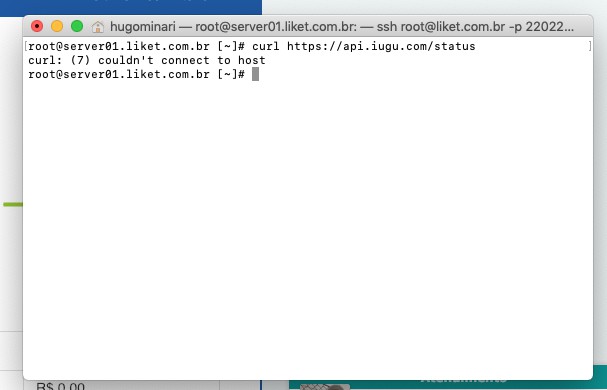 hugominari — root@server01.liket.com.br: — ssh root@liket.com.br -p 22022...
[root@server01.liket.com.br [~]# curl https://api.iugu.com/status ]
curl: (7) couldn't connect to host
root@server01.liket.com.br [~]#
R$ 0,00
Atendimento